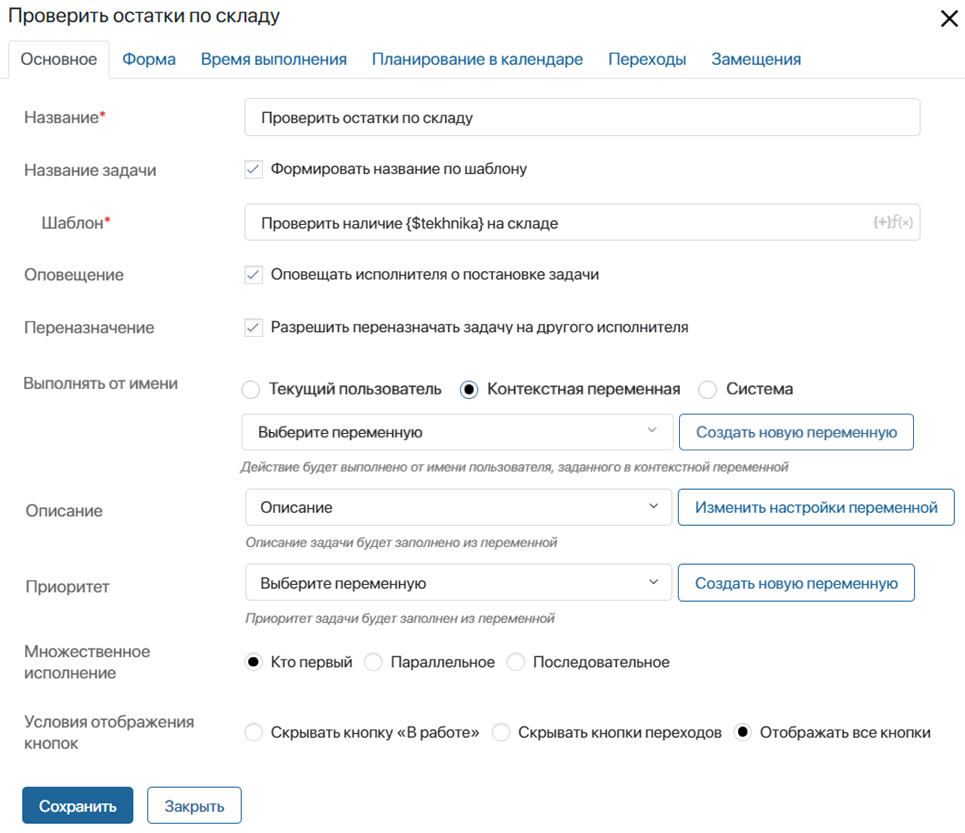 Проверить остатки по складу
Основное Форма Время выполнения Планирование в календаре Переходы Замещения
Название* Проверить остатки по складу
Название задачи Формировать название по шаблону
Шаблон* Проверить наличие {$tekhnika} на складе {+}ƒ(×)
Оповещение Оповещать исполнителя о постановке задачи
Переназначение Разрешить переназначать задачу на другого исполнителя
Выполнять от имени Текущий пользователь Контекстная переменная Система
Выберите переменную Создать новую переменную
Действие будет выполнено от имени пользователя, заданного в контекстной переменной
Описание Описание Изменить настройки переменной
Описание задачи будет заполнено из переменной
Приоритет Выберите переменную Создать новую переменную
Приоритет задачи будет заполнен из переменной
Множественное
исполнение Кто первый Параллельное Последовательное
Условия отображения
кнопок Скрывать кнопку «В работе» Скрывать кнопки переходов Отображать все кнопки
Сохранить Закрыть